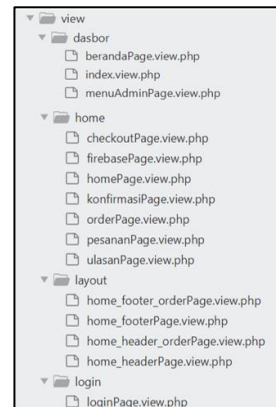 view
dasbor
berandaPage.view.php
index.view.php
menuAdminPage.view.php
home
checkoutPage.view.php
firebasePage.view.php
homePage.view.php
konfirmasiPage.view.php
orderPage.view.php
pesananPage.view.php
ulasanPage.view.php
layout
home_footer_orderPage.view.php
home_footerPage.view.php
home_header_orderPage.view.php
home_headerPage.view.php
login
loginPage.view.php